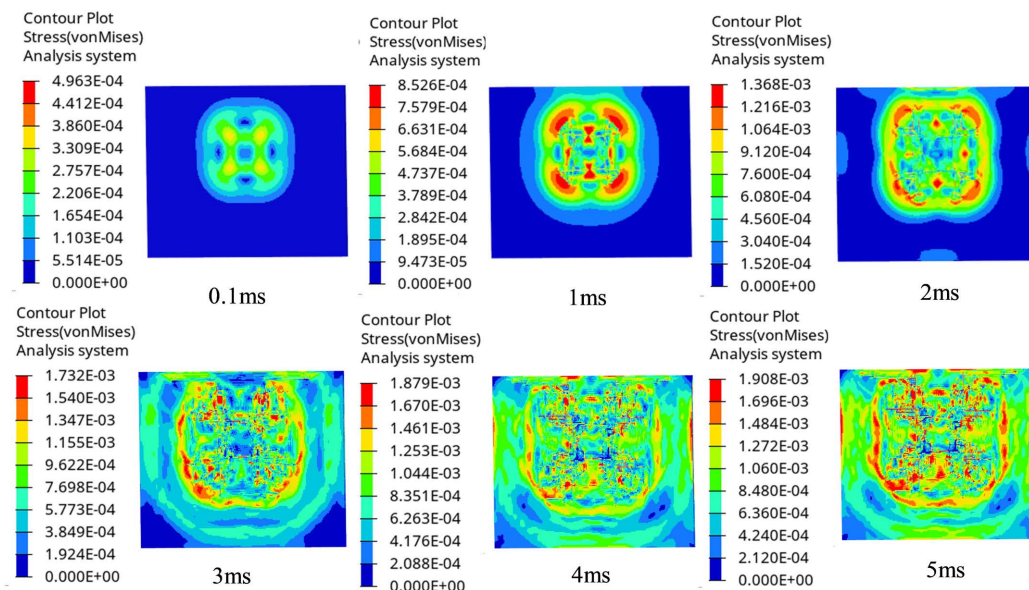 Contour Plot
Stress(vonMises)
Analysis system
4.963E-04
4.412E-04
3.860E-04
3.309E-04
2.757E-04
2.206E-04
1.654E-04
1.103E-04
5.514E-05
0.000E+00
0.1ms
Contour Plot
Stress(vonMises)
Analysis system
8.526E-04
7.579E-04
6.631E-04
5.684E-04
4.737E-04
3.789E-04
2.842E-04
1.895E-04
9.473E-05
0.000E+00
1ms
Contour Plot
Stress(vonMises)
Analysis system
1.368E-03
1.216E-03
1.064E-03
9.120E-04
7.600E-04
6.080E-04
4.560E-04
3.040E-04
1.520E-04
0.000E+00
2ms
Contour Plot
Stress(vonMises)
Analysis system
1.732E-03
1.540E-03
1.347E-03
1.155E-03
9.622E-04
7.698E-04
5.773E-04
3.849E-04
1.924E-04
0.000E+00
3ms
Contour Plot
Stress(vonMises)
Analysis system
1.879E-03
1.670E-03
1.461E-03
1.253E-03
1.044E-03
8.351E-04
6.263E-04
4.176E-04
2.088E-04
0.000E+00
4ms
Contour Plot
Stress(vonMises)
Analysis system
1.908E-03
1.696E-03
1.484E-03
1.272E-03
1.060E-03
8.480E-04
6.360E-04
4.240E-04
2.120E-04
0.000E+00
5ms